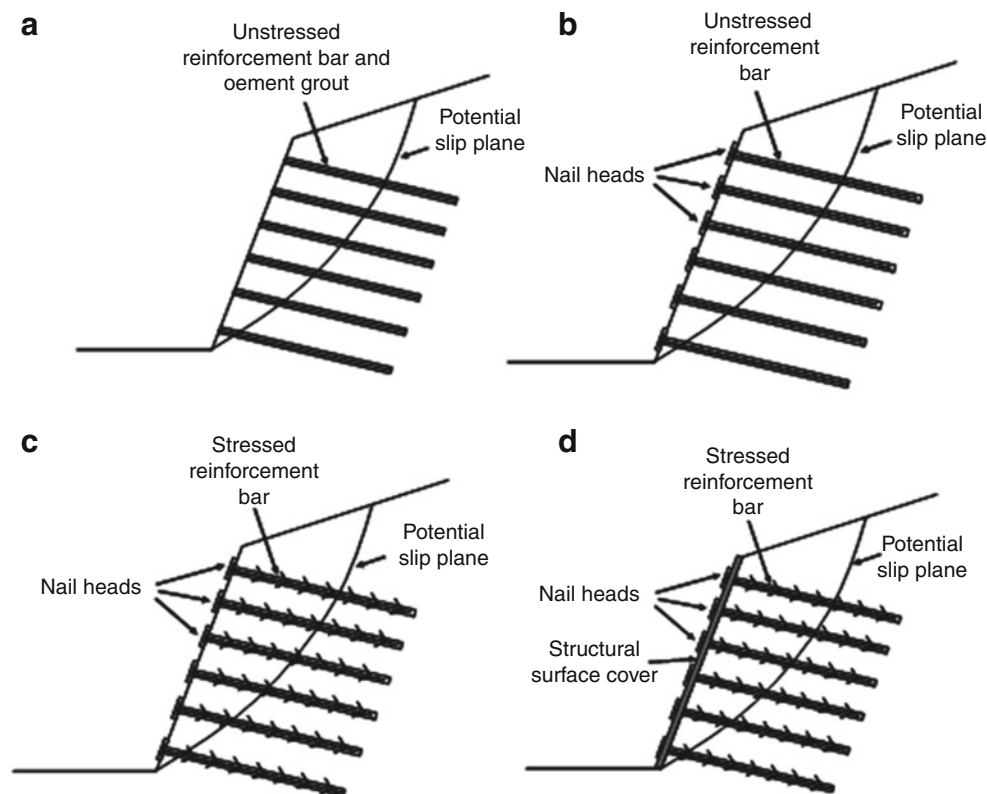 a
Unstressed
reinforcement bar and
oement grout
Potential
slip plane
b
Unstressed
reinforcement
bar
Potential
slip plane
Nail heads
c
Stressed
reinforcement
bar
Potential
slip plane
Nail heads
d
Stressed
reinforcement
bar
Potential
slip plane
Nail heads
Structural
surface cover